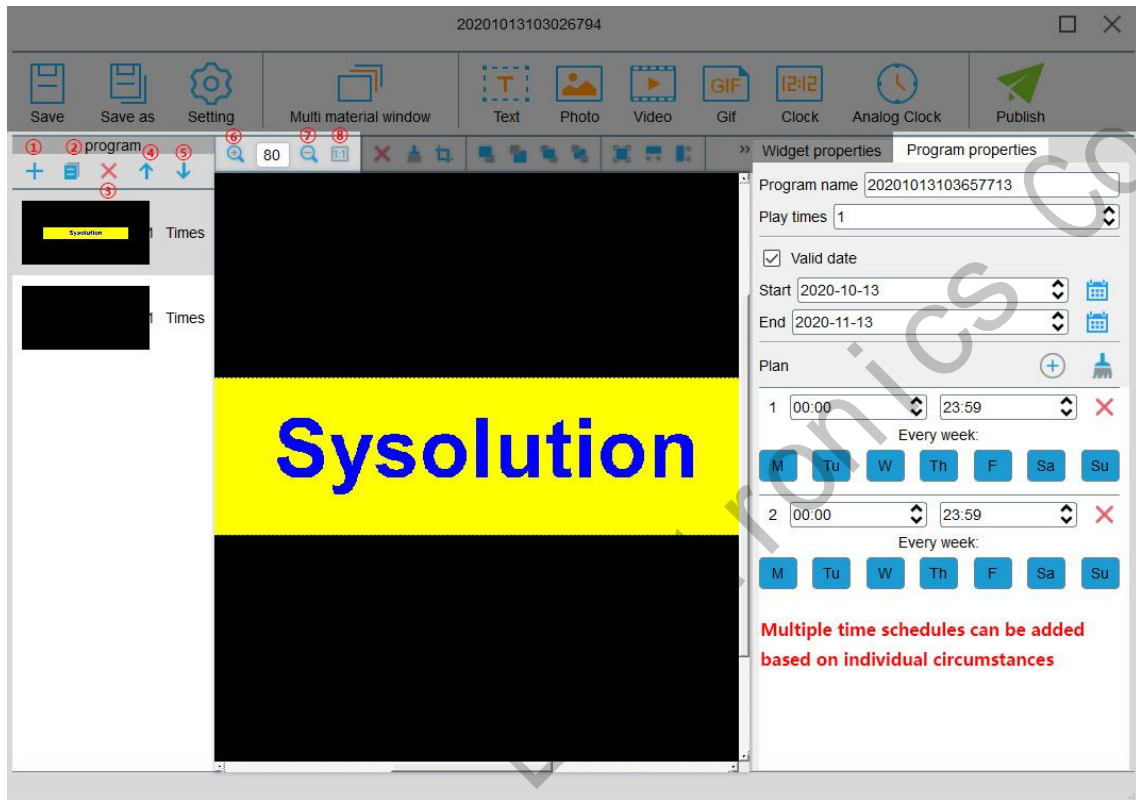 20201013103026794
Save Save as Setting Multi material window Text Photo Video GIF Gif 12:12 Clock Analog Clock Publish
① ② program ④ ⑤ ⑥ 80 ⑦ ⑧ 1:1 » Widget properties Program properties
③
Program name 20201013103657713
Play times 1
Sysolution 1 Times
Valid date
Start 2020-10-13
End 2020-11-13
1 Times
Plan
1 00:00 23:59
Every week:
M Tu W Th F Sa Su
Sysolution
2 00:00 23:59
Every week:
M Tu W Th F Sa Su
Multiple time schedules can be added
based on individual circumstances